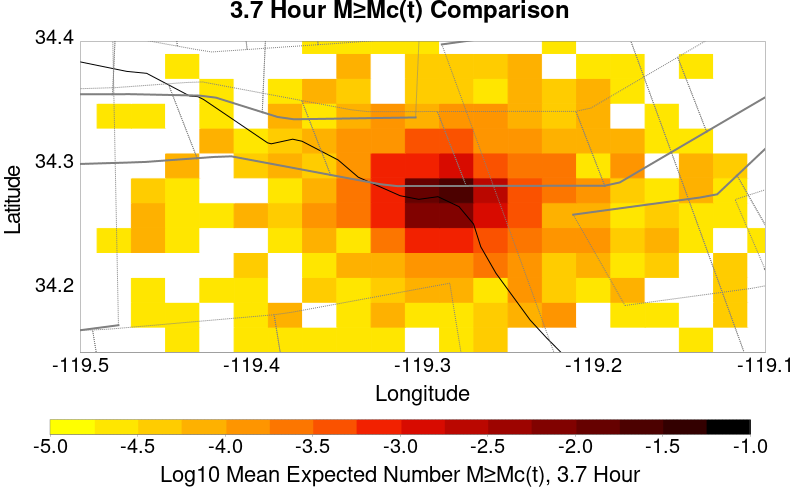 3.7 Hour M≥Mc(t) Comparison
34.4
34.3
34.2
Latitude
-119.5 -119.4 -119.3 -119.2 -119.1
Longitude
-5.0 -4.5 -4.0 -3.5 -3.0 -2.5 -2.0 -1.5 -1.0
Log10 Mean Expected Number M≥Mc(t), 3.7 Hour